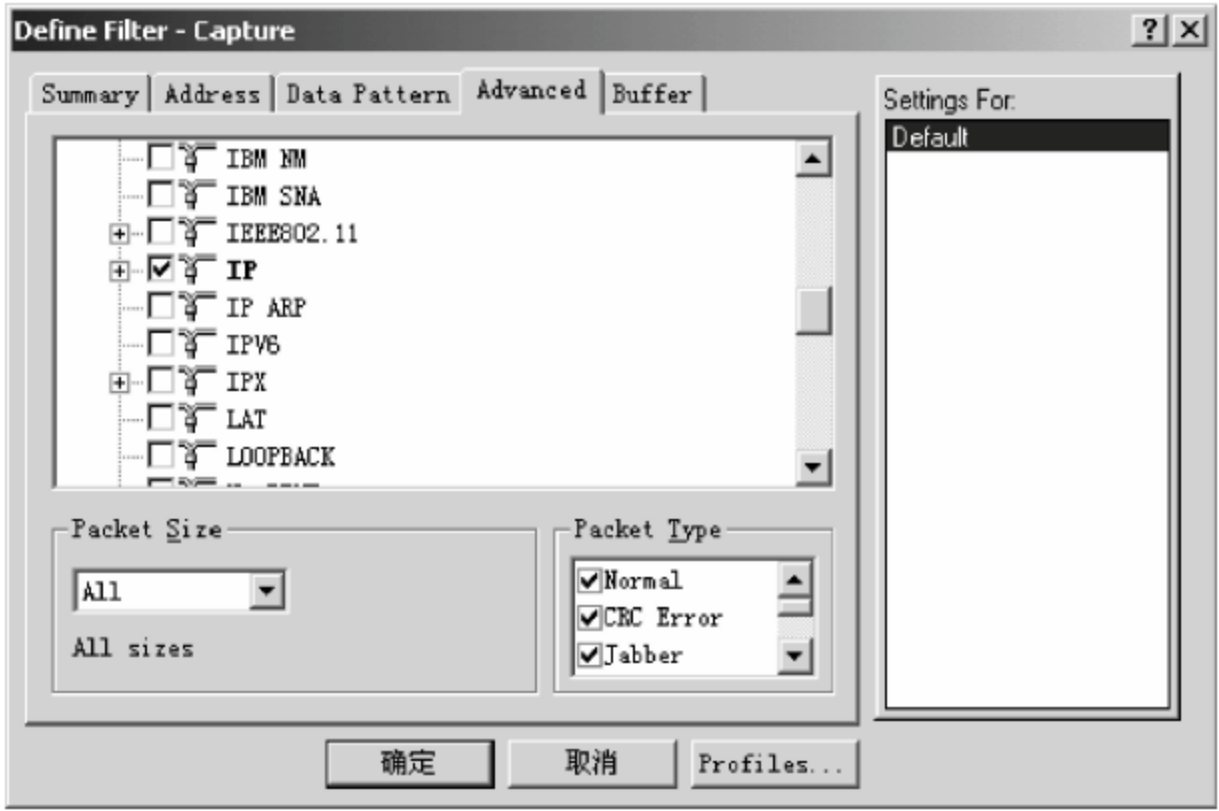 Define Filter - Capture
Summary Address Data Pattern Advanced Buffer
IBM NM
IBM SNA
IEEE802.11
IP
IP ARP
IPV6
IPX
LAT
LOOPBACK
Packet Size
All
All sizes
Packet Type
Normal
CRC Error
Jabber
Settings For:
Default
确定 取消 Profiles...